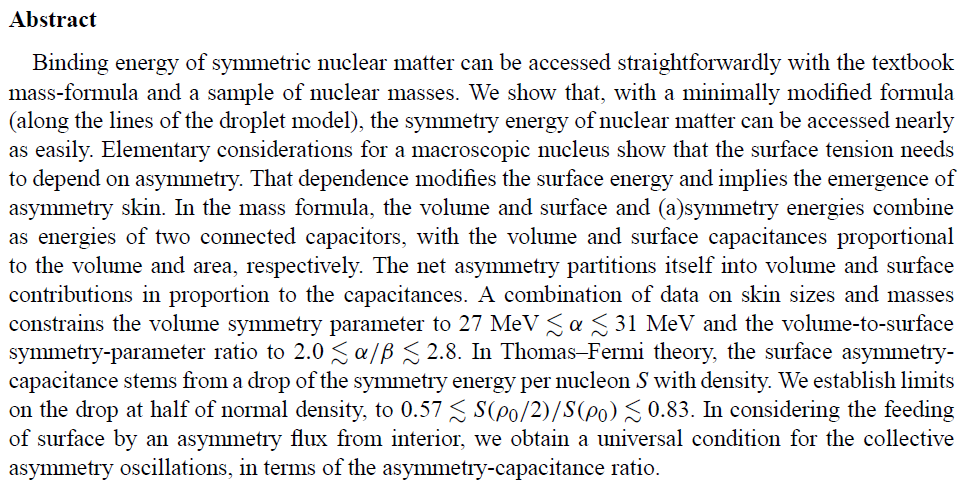 Abstract
Binding energy of symmetric nuclear matter can be accessed straightforwardly with the textbook
mass-formula and a sample of nuclear masses. We show that, with a minimally modified formula
(along the lines of the droplet model), the symmetry energy of nuclear matter can be accessed nearly
as easily. Elementary considerations for a macroscopic nucleus show that the surface tension needs
to depend on asymmetry. That dependence modifies the surface energy and implies the emergence of
asymmetry skin. In the mass formula, the volume and surface and (a)symmetry energies combine
as energies of two connected capacitors, with the volume and surface capacitances proportional
to the volume and area, respectively. The net asymmetry partitions itself into volume and surface
contributions in proportion to the capacitances. A combination of data on skin sizes and masses
constrains the volume symmetry parameter to 27 MeV ≲ α ≲ 31 MeV and the volume-to-surface
symmetry-parameter ratio to 2.0 ≲ α/β ≲ 2.8. In Thomas–Fermi theory, the surface asymmetry-
capacitance stems from a drop of the symmetry energy per nucleon S with density. We establish limits
on the drop at half of normal density, to 0.57 ≲ S(ρ₀/2)/S(ρ₀) ≲ 0.83. In considering the feeding
of surface by an asymmetry flux from interior, we obtain a universal condition for the collective
asymmetry oscillations, in terms of the asymmetry-capacitance ratio.